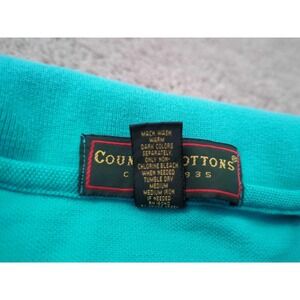 MACH WASH
WARM
DARK COLORS
SEPARATELY
ONLY NON-
CHLORINE BLEACH
WHEN NEEDED
TUMBLE DRY
MEDIUM
MEDIUM IRON
IF NEEDED
COUN OTTONS®
C 935